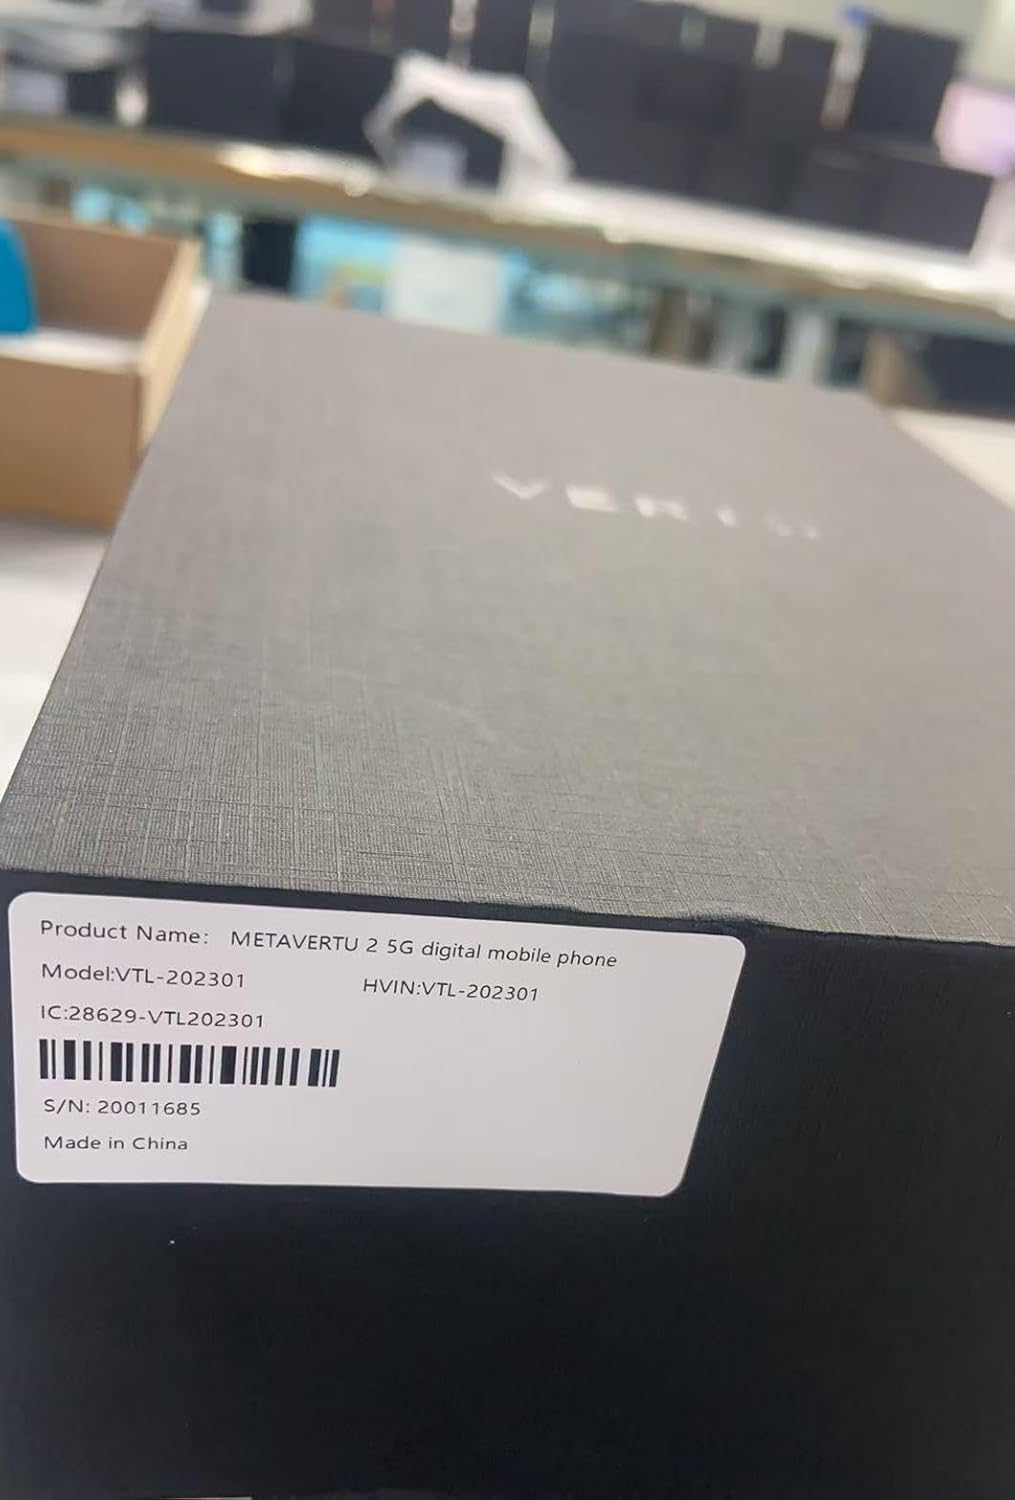 Product Name: METAVERTU 2 5G digital mobile phone
Model:VTL-202301 HVIN:VTL-202301
IC:28629-VTL202301
S/N: 20011685
Made in China